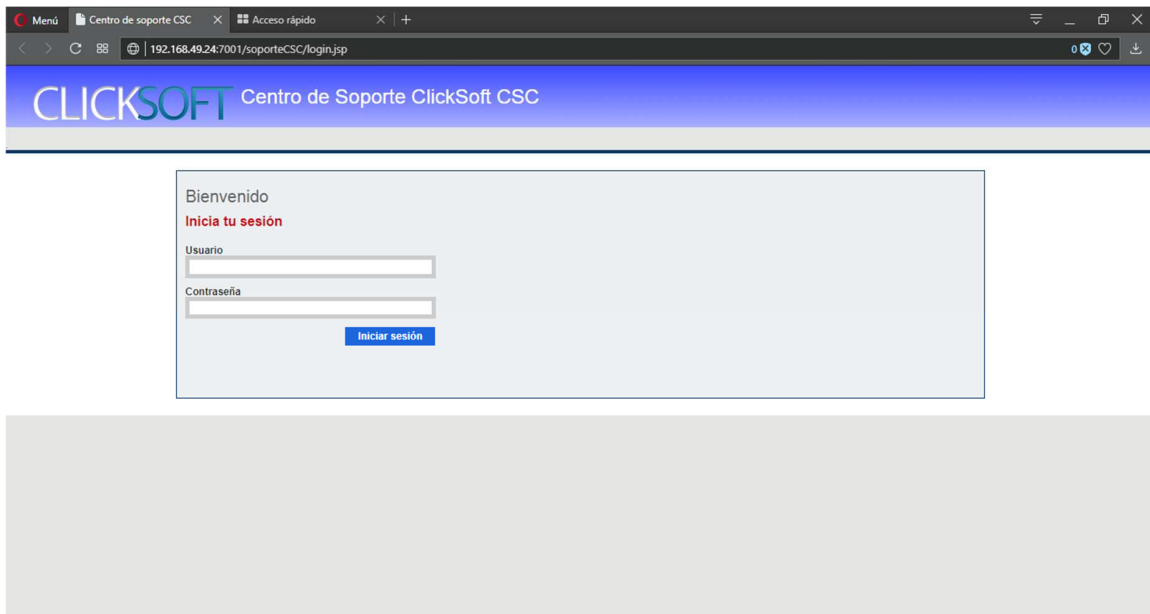 Menú Centro de soporte CSC Acceso rápido
192.168.49.24:7001/soporteCSC/login.jsp 0
CLICKSOFT Centro de Soporte ClickSoft CSC
Bienvenido
Inicia tu sesión
Usuario
Contraseña
Iniciar sesión